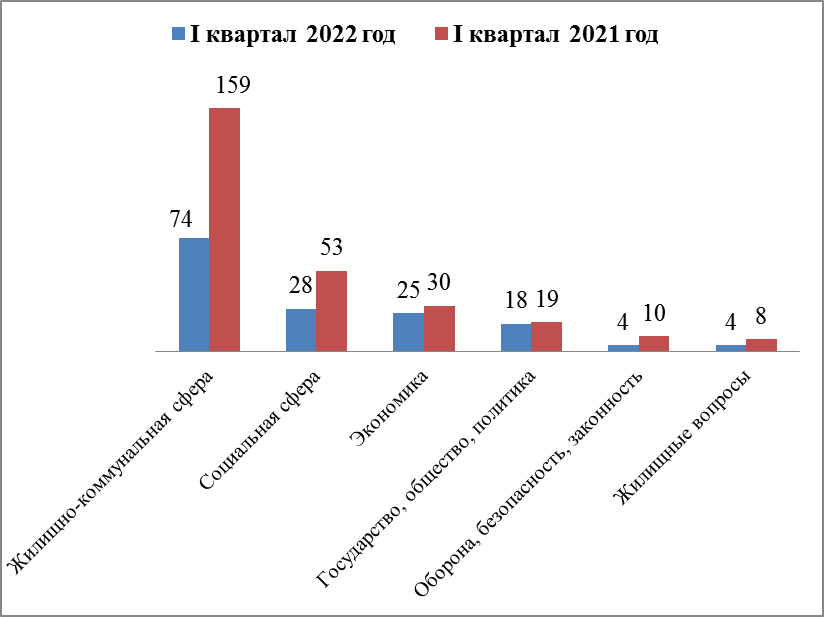 I квартал 2022 год
I квартал 2021 год
159
74
53
28
25
30
18
19
4
10
4
8
Жилищно-коммунальная сфера
Социальная сфера
Экономика
Государство, общество, политика
Оборона, безопасность, законность
Жилищные вопросы